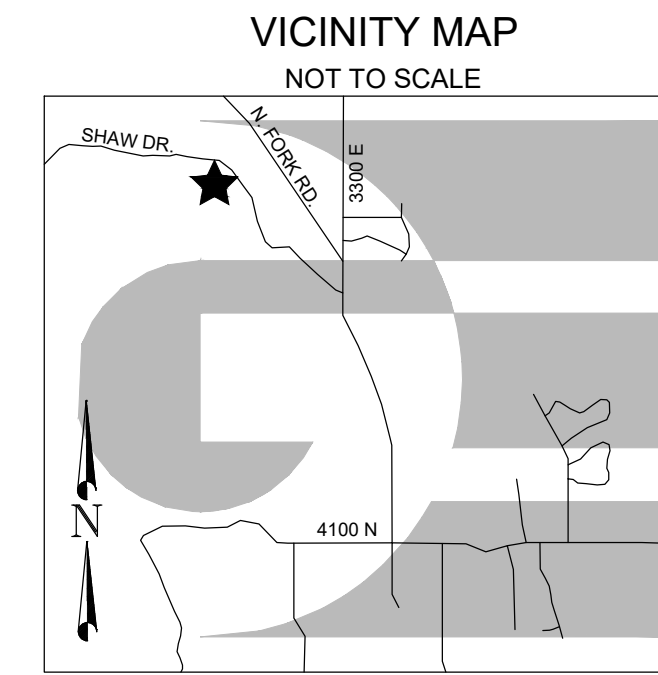 VICINITY MAP
NOT TO SCALE
SHAW DR.
N. FORK RD.
3300 E
4100 N
N